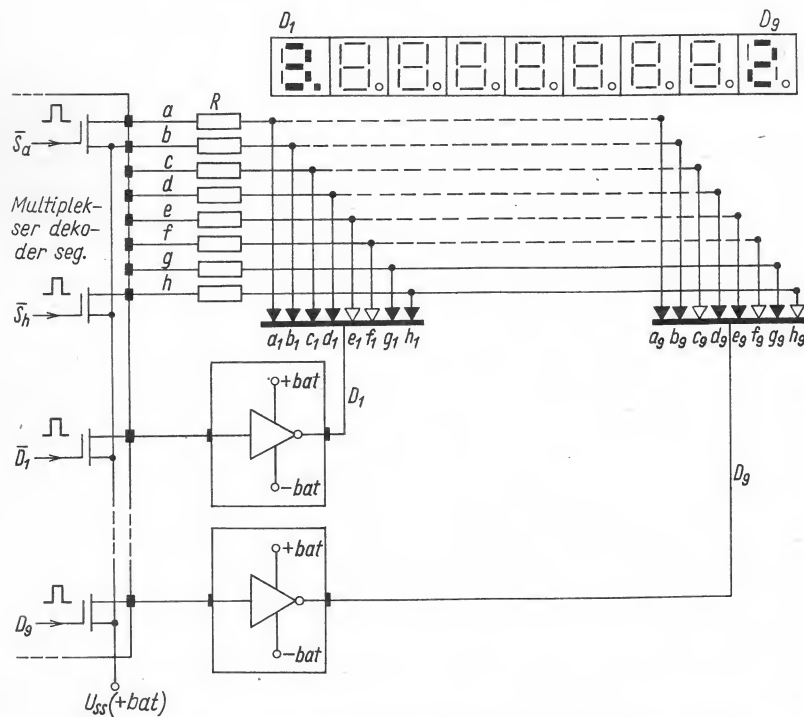 D1 D9
a R
S̅a b
c
d
Multiplek-
ser deko-
der seg.
e
f
g
h
S̅h
a1 b1 c1 d1 e1 f1 g1 h1
a9 b9 c9 d9 e9 f9 g9 h9
+bat
D1
D̅1
-bat
D9
+bat
D9
-bat
USS(+bat)